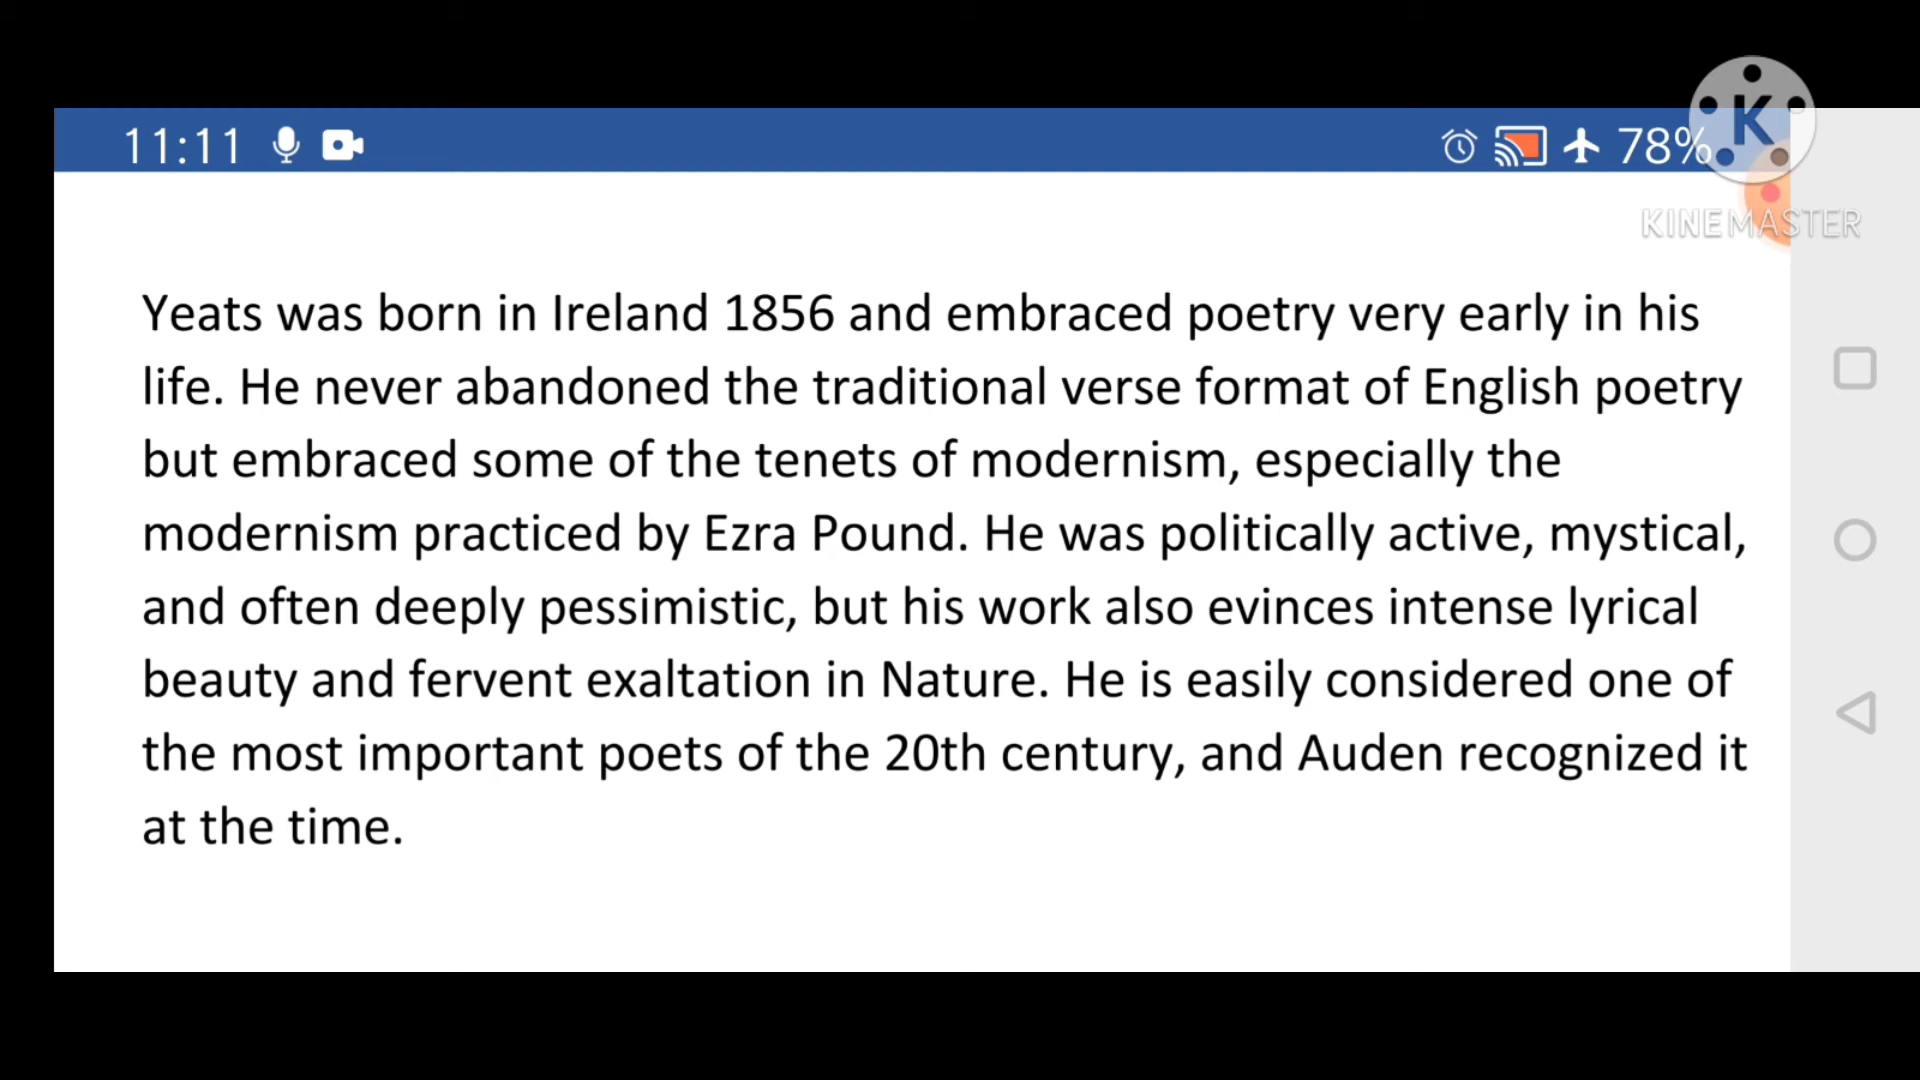 11:11
78%
K
KINEMASTER
Yeats was born in Ireland 1856 and embraced poetry very early in his
life. He never abandoned the traditional verse format of English poetry
but embraced some of the tenets of modernism, especially the
modernism practiced by Ezra Pound. He was politically active, mystical,
and often deeply pessimistic, but his work also evinces intense lyrical
beauty and fervent exaltation in Nature. He is easily considered one of
the most important poets of the 20th century, and Auden recognized it
at the time.